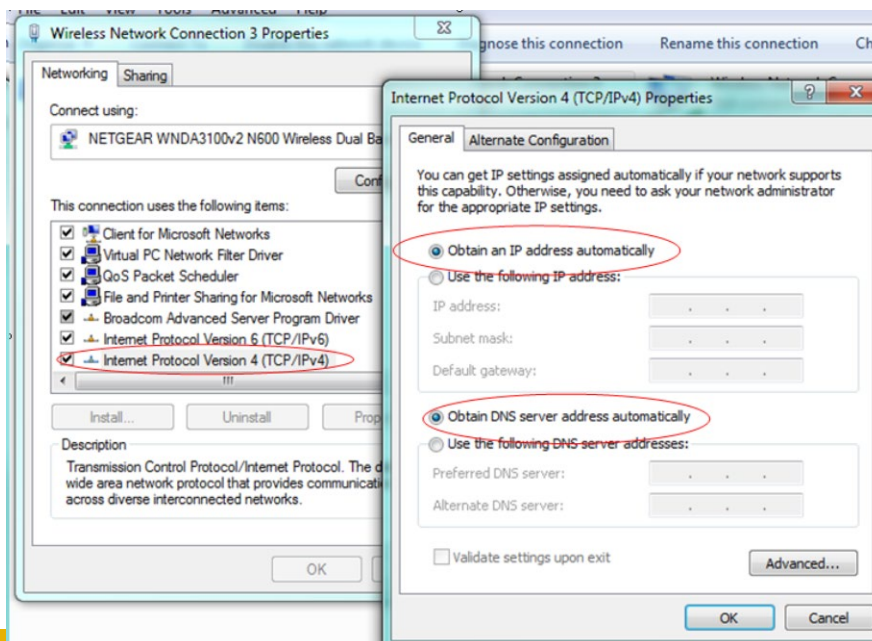 File Edit View Tools Advanced Help
Wireless Network Connection 3 Properties
this connection Rename this connection
Networking Sharing
Connect using:
NETGEAR WNDA3100v2 N600 Wireless Dual
This connection uses the following items:
Client for Microsoft Networks
Virtual PC Network Filter Driver
QoS Packet Scheduler
File and Printer Sharing for Microsoft Networks
Broadcom Advanced Server Program Driver
Internet Protocol Version 6 (TCP/IPv6)
Internet Protocol Version 4 (TCP/IPv4)
Install... Uninstall
Description
Transmission Control Protocol/Internet Protocol. The
wide area network protocol that provides
across diverse interconnected networks.
OK
Internet Protocol Version 4 (TCP/IPv4) Properties
General Alternate Configuration
You can get IP settings assigned automatically if your network supports
this capability. Otherwise, you need to ask your network administrator
for the appropriate IP settings.
Obtain an IP address automatically
Use the following IP address:
IP address:
Subnet mask:
Default gateway:
Obtain DNS server address automatically
Use the following DNS server addresses:
Preferred DNS server:
Alternate DNS server:
Validate settings upon exit
Advanced...
OK Cancel